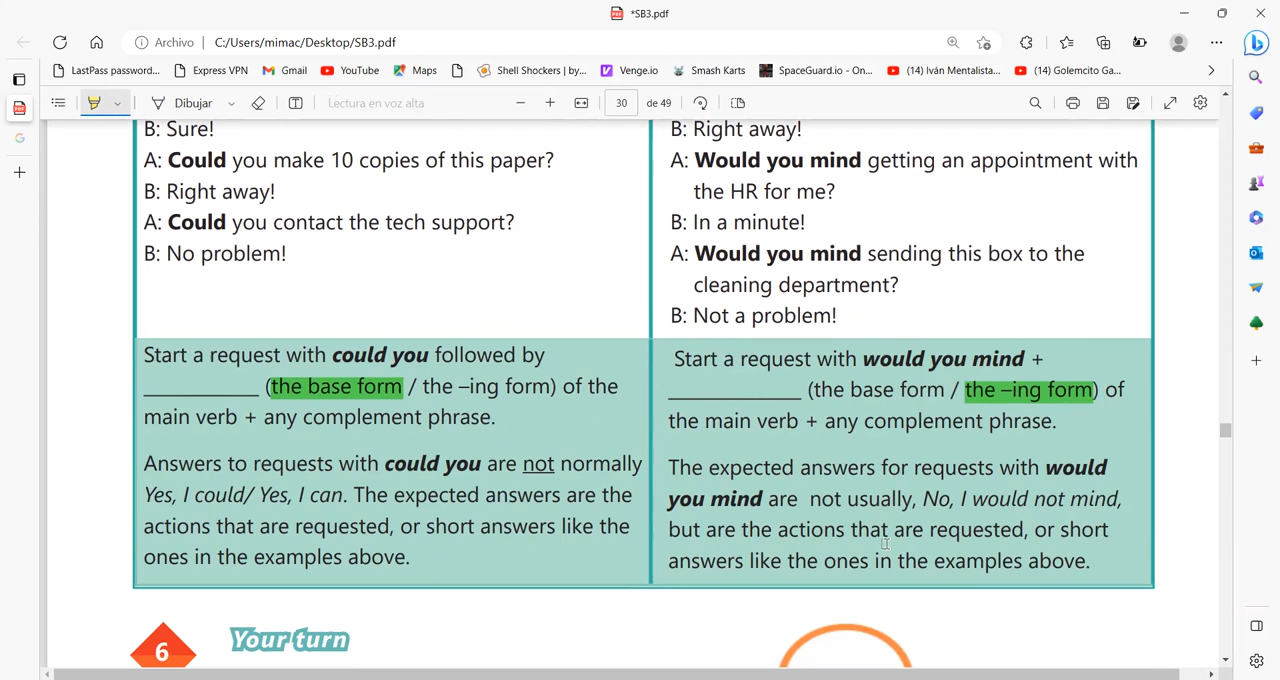 *SB3.pdf
Archivo
C:/Users/mimac/Desktop/SB3.pdf
LastPass password...
Express VPN
Gmail
YouTube
Maps
Shell Shockers | by...
Venge.io
Smash Karts
SpaceGuard.io - On...
(14) Iván Mentalista...
(14) Golemcito Ga...
Dibujar
Lectura en voz alta
30
de 49
B: Sure!
A: Could you make 10 copies of this paper?
B: Right away!
A: Could you contact the tech support?
B: No problem!
B: Right away!
A: Would you mind getting an appointment with
the HR for me?
B: In a minute!
A: Would you mind sending this box to the
cleaning department?
B: Not a problem!
Start a request with could you followed by
__________ (the base form / the –ing form) of the
main verb + any complement phrase.
Answers to requests with could you are not normally
Yes, I could/ Yes, I can. The expected answers are the
actions that are requested, or short answers like the
ones in the examples above.
Start a request with would you mind +
____________ (the base form / the –ing form) of
the main verb + any complement phrase.
The expected answers for requests with would
you mind are not usually, No, I would not mind,
but are the actions that are requested, or short
answers like the ones in the examples above.
6
Your turn